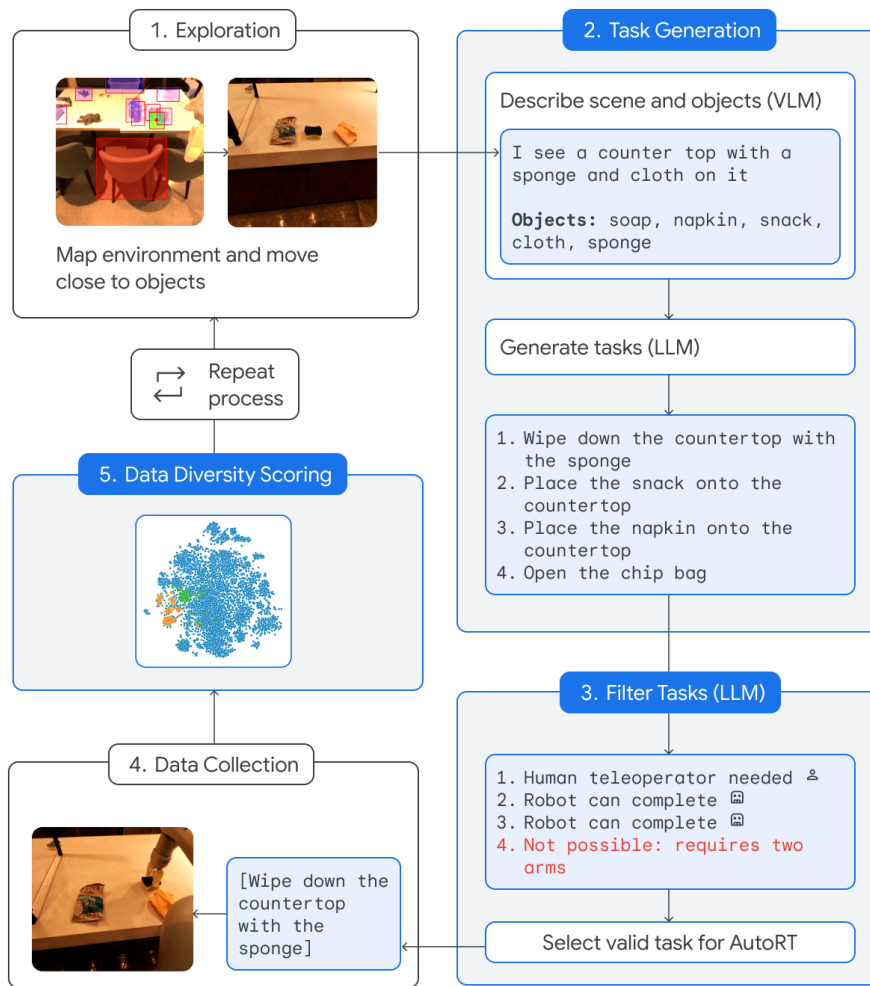 1. Exploration
Map environment and move
close to objects
2. Task Generation
Describe scene and objects (VLM)
I see a counter top with a
sponge and cloth on it
Objects: soap, napkin, snack,
cloth, sponge
Generate tasks (LLM)
1. Wipe down the countertop with
the sponge
2. Place the snack onto the
countertop
3. Place the napkin onto the
countertop
4. Open the chip bag
3. Filter Tasks (LLM)
1. Human teleoperator needed
2. Robot can complete
3. Robot can complete
4. Not possible: requires two
arms
Select valid task for AutoRT
4. Data Collection
[Wipe down the
countertop
with the
sponge]
5. Data Diversity Scoring
Repeat
process